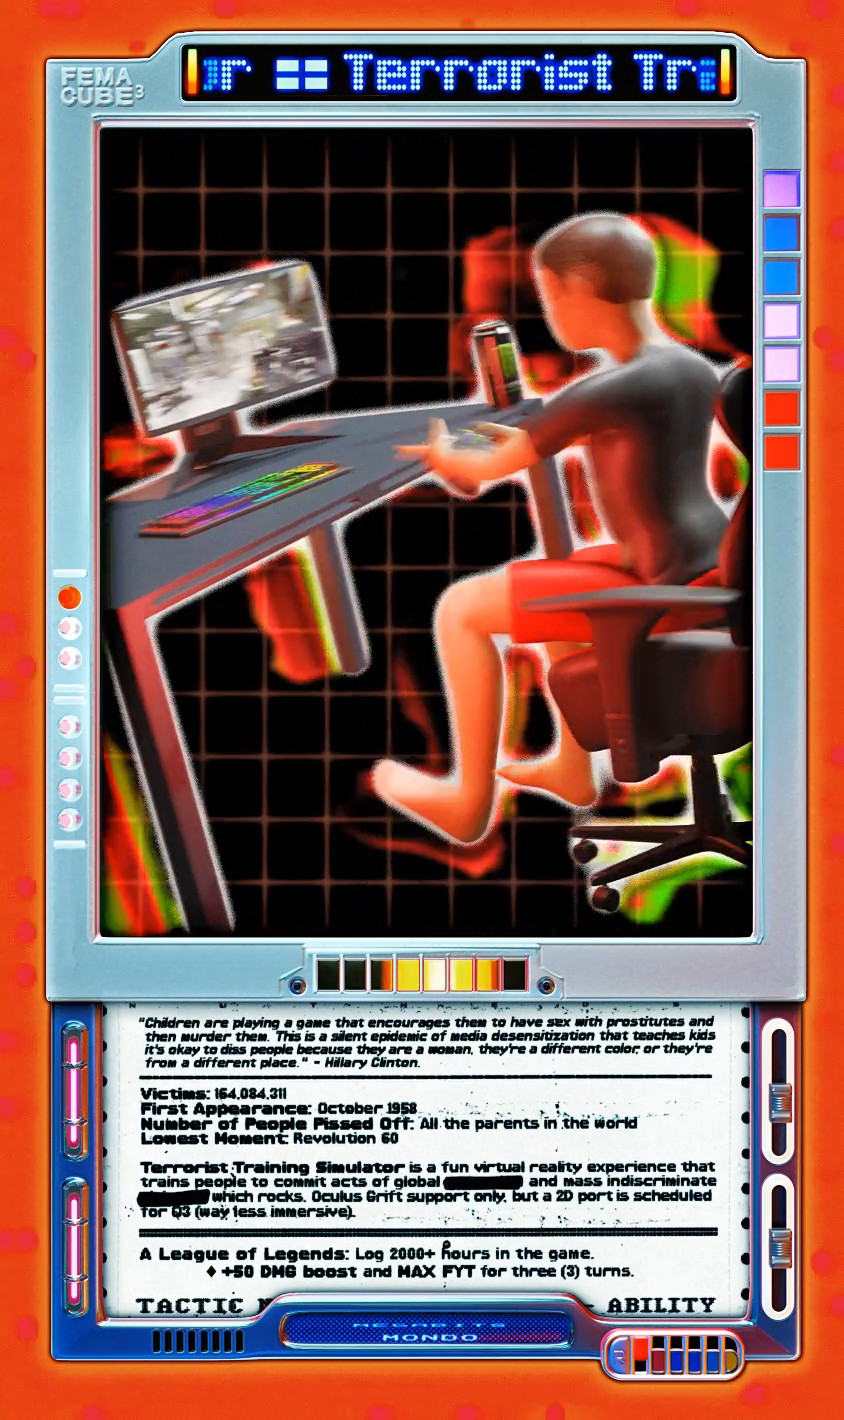 FEMA
CUBE³
r Terrorist Tra
"Children are playing a game that encourages them to have sex with prostitutes and
then murder them. This is a silent epidemic of media desensitization that teaches kids
it's okay to diss people because they are a woman, they're a different color, or they're
from a different place." - Hillary Clinton.
Victims: 164,084,311
First Appearance: October 1958
Number of People Pissed Off: All the parents in the world
Lowest Moment: Revolution 60
Terrorist Training Simulator is a fun virtual reality experience that
trains people to commit acts of global and mass indiscriminate
which rocks. Oculus Grift support only, but a 2D port is scheduled
for Q3 (way less immersive).
A League of Legends: Log 2000+ hours in the game.
♦ +50 DMG boost and MAX FYT for three (3) turns.
TACTIC ABILITY
MEGABITS
MONDO